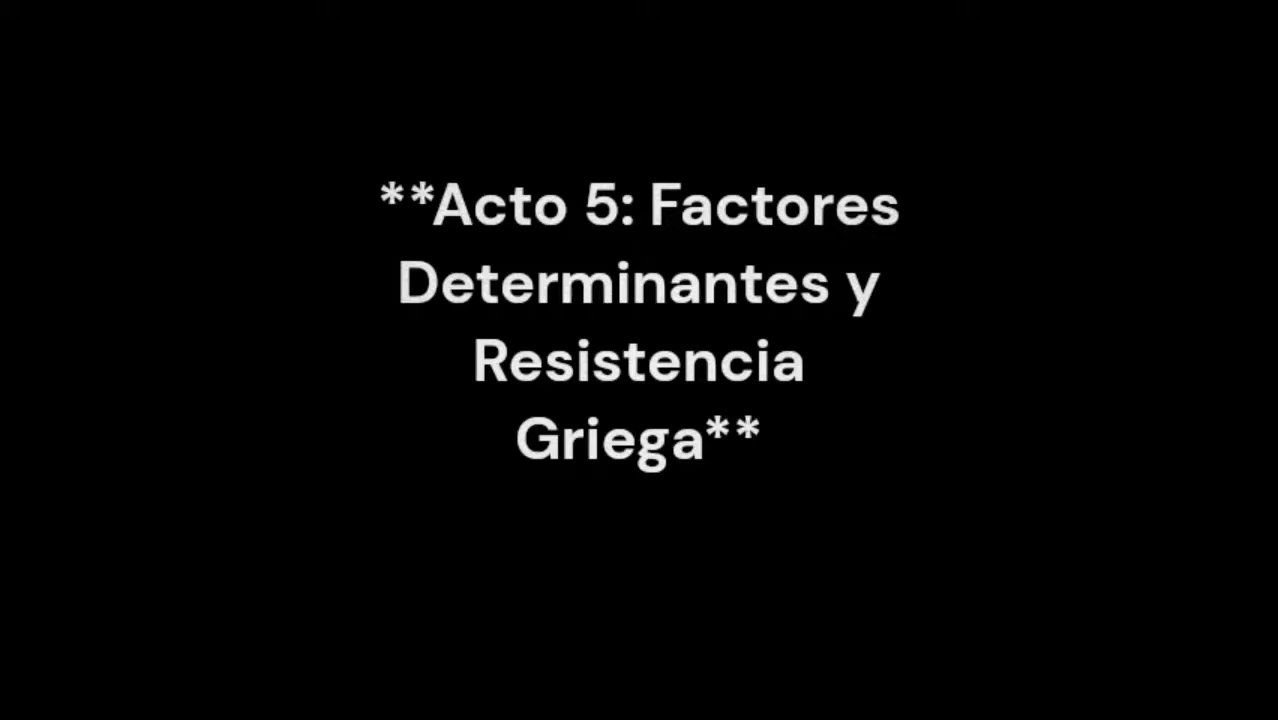 **Acto 5: Factores
Determinantes y
Resistencia
Griega**